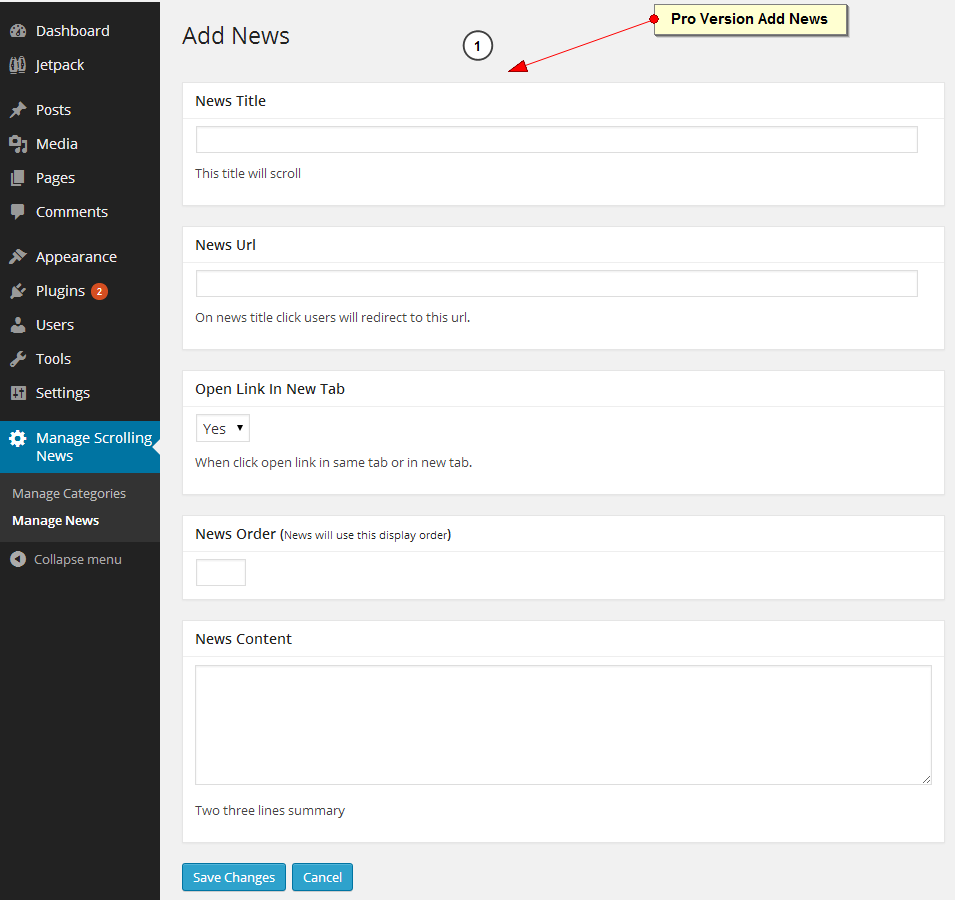 Dashboard
Jetpack
Posts
Media
Pages
Comments
Appearance
Plugins 2
Users
Tools
Settings
Manage Scrolling
News
Manage Categories
Manage News
Collapse menu
Add News
1
Pro Version Add News
News Title
This title will scroll
News Url
On news title click users will redirect to this url.
Open Link In New Tab
Yes
When click open link in same tab or in new tab.
News Order (News will use this display order)
News Content
Two three lines summary
Save Changes
Cancel